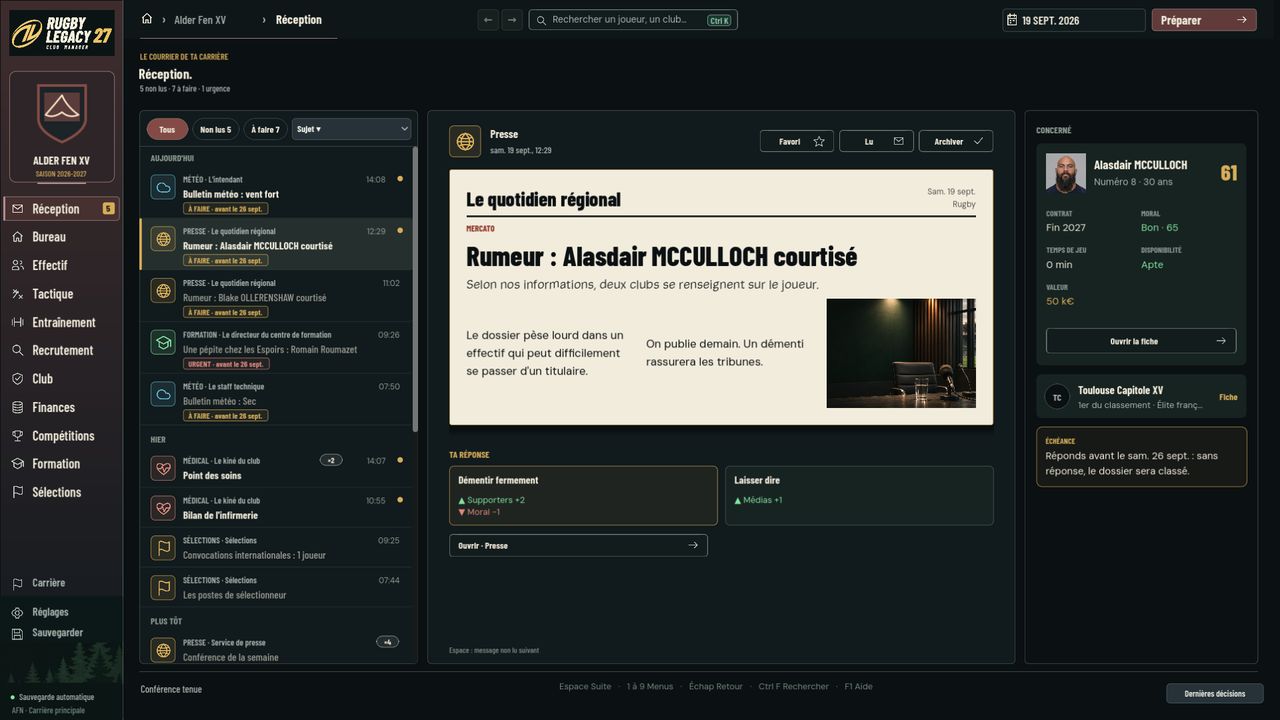 RUGBY
LEGACY 27
CLUB MANAGER
ALDER FEN XV
SAISON 2026-2027
Réception 5
Bureau
Effectif
Tactique
Entraînement
Recrutement
Club
Finances
Compétitions
Formation
Sélections
Carrière
Réglages
Sauvegarder
Sauvegarde automatique
AFN · Carrière principale
Alder Fen XV › Réception
Rechercher un joueur, un club... Ctrl K
19 SEPT. 2026
Préparer
LE COURRIER DE TA CARRIÈRE
Réception.
5 non lus · 7 à faire · 1 urgence
Tous
Non lus 5
À faire 7
Sujet ▾
AUJOURD'HUI
MÉTÉO · L'intendant 14:08
Bulletin météo : vent fort
À FAIRE · avant le 26 sept.
PRESSE · Le quotidien régional 12:29
Rumeur : Alasdair MCCULLOCH courtisé
À FAIRE · avant le 26 sept.
PRESSE · Le quotidien régional 11:02
Rumeur : Blake OLLERENSHAW courtisé
À FAIRE · avant le 26 sept.
FORMATION · Le directeur du centre de formation 09:26
Une pépite chez les Espoirs : Romain Roumazet
URGENT · avant le 26 sept.
MÉTÉO · Le staff technique 07:50
Bulletin météo : Sec
À FAIRE · avant le 26 sept.
HIER
MÉDICAL · Le kiné du club +2 14:07
Point des soins
MÉDICAL · Le kiné du club 10:55
Bilan de l'infirmerie
SÉLECTIONS · Sélections 09:25
Convocations internationales : 1 joueur
SÉLECTIONS · Sélections 07:44
Les postes de sélectionneur
PLUS TÔT
PRESSE · Service de presse +4
Conférence de la semaine
Presse
sam. 19 sept., 12:29
Favori
Lu
Archiver
Le quotidien régional
Sam. 19 sept.
Rugby
MERCATO
Rumeur : Alasdair MCCULLOCH courtisé
Selon nos informations, deux clubs se renseignent sur le joueur.
Le dossier pèse lourd dans un
effectif qui peut difficilement
se passer d'un titulaire.
On publie demain. Un démenti
rassurera les tribunes.
TA RÉPONSE
Démentir fermement
▲ Supporters +2
▼ Moral −1
Laisser dire
▲ Médias +1
Ouvrir · Presse
Espace : message non lu suivant
CONCERNÉ
Alasdair MCCULLOCH
Numéro 8 · 30 ans
61
CONTRAT MORAL
Fin 2027 Bon · 65
TEMPS DE JEU DISPONIBILITÉ
0 min Apte
VALEUR
50 k€
Ouvrir la fiche
TC
Toulouse Capitole XV
1er du classement · Élite franç...
Fiche
ÉCHÉANCE
Réponds avant le sam. 26 sept. : sans
réponse, le dossier sera classé.
Conférence tenue
Espace Suite · 1 à 9 Menus · Échap Retour · Ctrl F Rechercher · F1 Aide
Dernières décisions